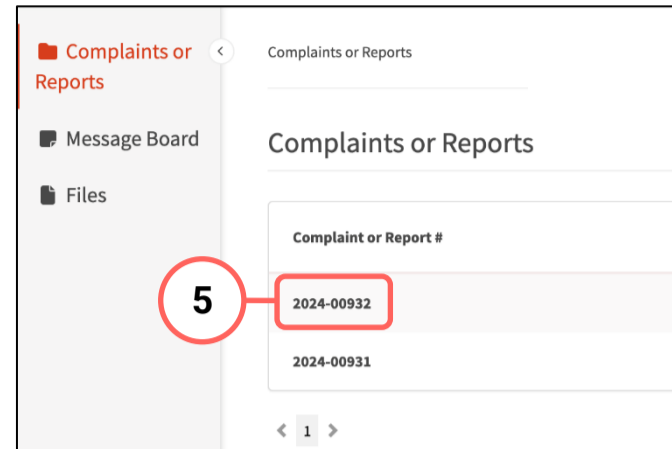 Complaints or
Reports
Message Board
Files
Complaints or Reports
Complaints or Reports
Complaint or Report #
5
2024-00932
2024-00931
1